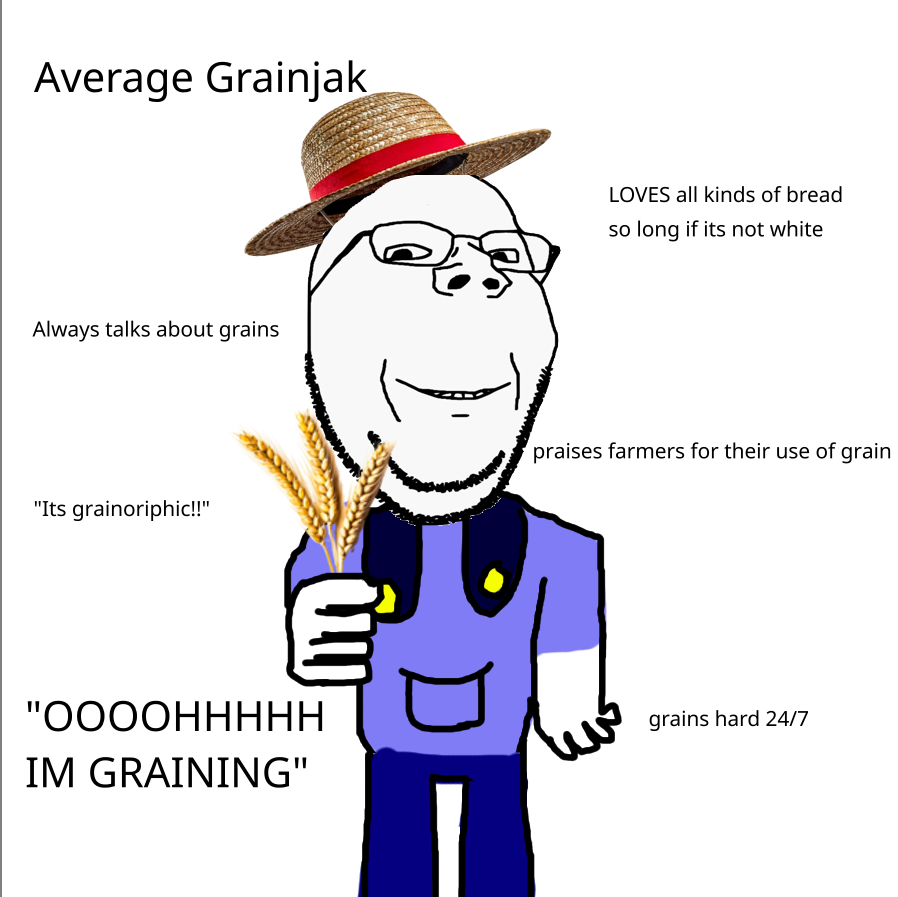 Average Grainjak
LOVES all kinds of bread
so long if its not white
Always talks about grains
praises farmers for their use of grain
"Its grainoriphic!!"
"OOOOHHHHH
IM GRAINING"
grains hard 24/7